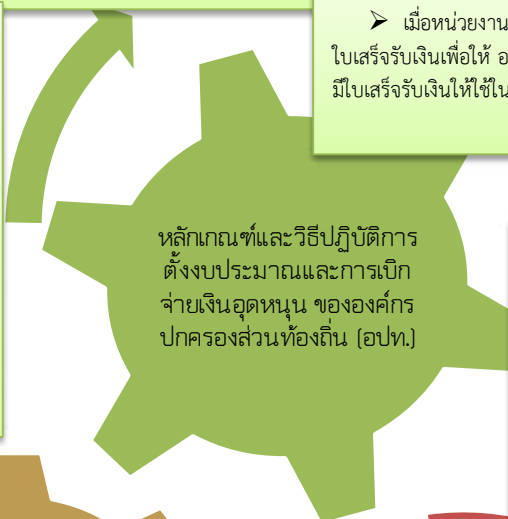 ➢ เมื่อหน่วยงาน
ใบเสร็จรับเงินเพื่อให้ อ
มีใบเสร็จรับเงินให้ใช้ใน
หลักเกณฑ์และวิธีปฏิบัติการ
ตั้งงบประมาณและการเบิก
จ่ายเงินอุดหนุน ขององค์กร
ปกครองส่วนท้องถิ่น (อปท.)